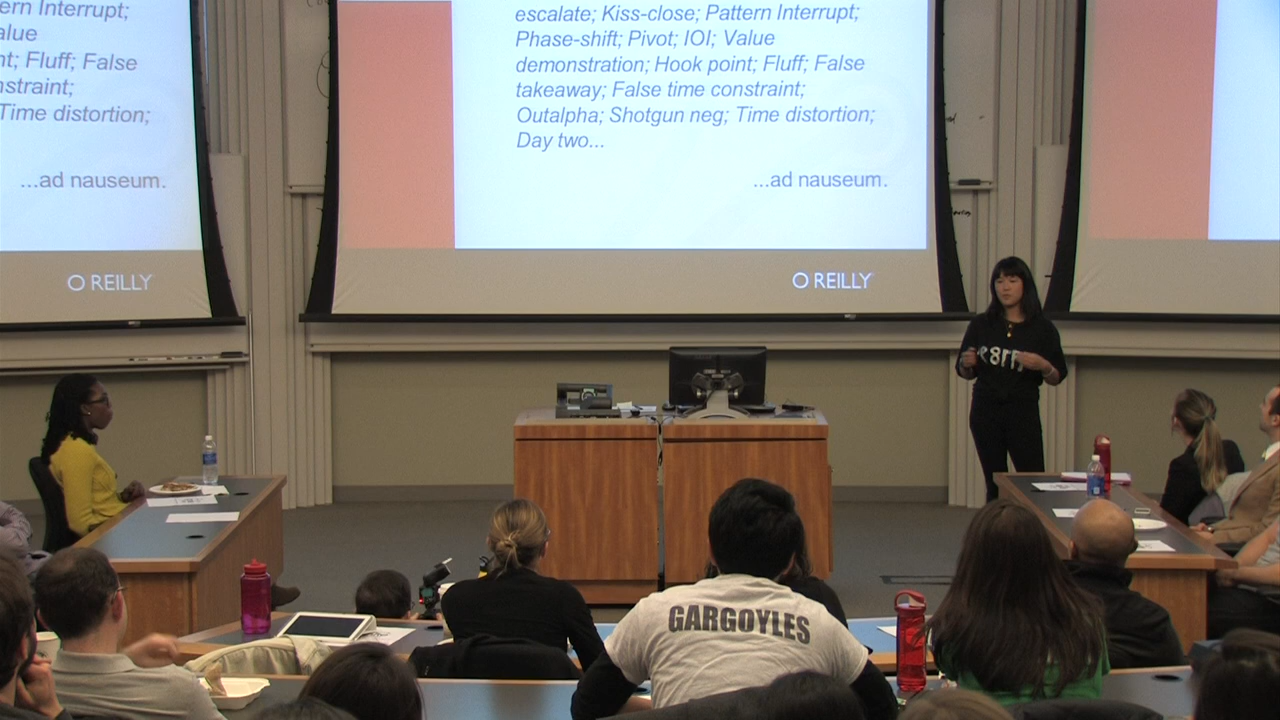 rn Interrupt;
alue
nt; Fluff; False
nstraint;
Time distortion;
...ad nauseum.
O REILLY
escalate; Kiss-close; Pattern Interrupt;
Phase-shift; Pivot; IOI; Value
demonstration; Hook point; Fluff; False
takeaway; False time constraint;
Outalpha; Shotgun neg; Time distortion;
Day two...
...ad nauseum.
O REILLY
GARGOYLES